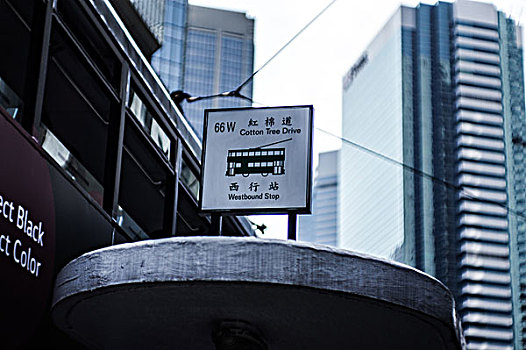 66W 紅棉道
Cotton Tree Drive
西行站
Westbound Stop
ect Black
ct Color